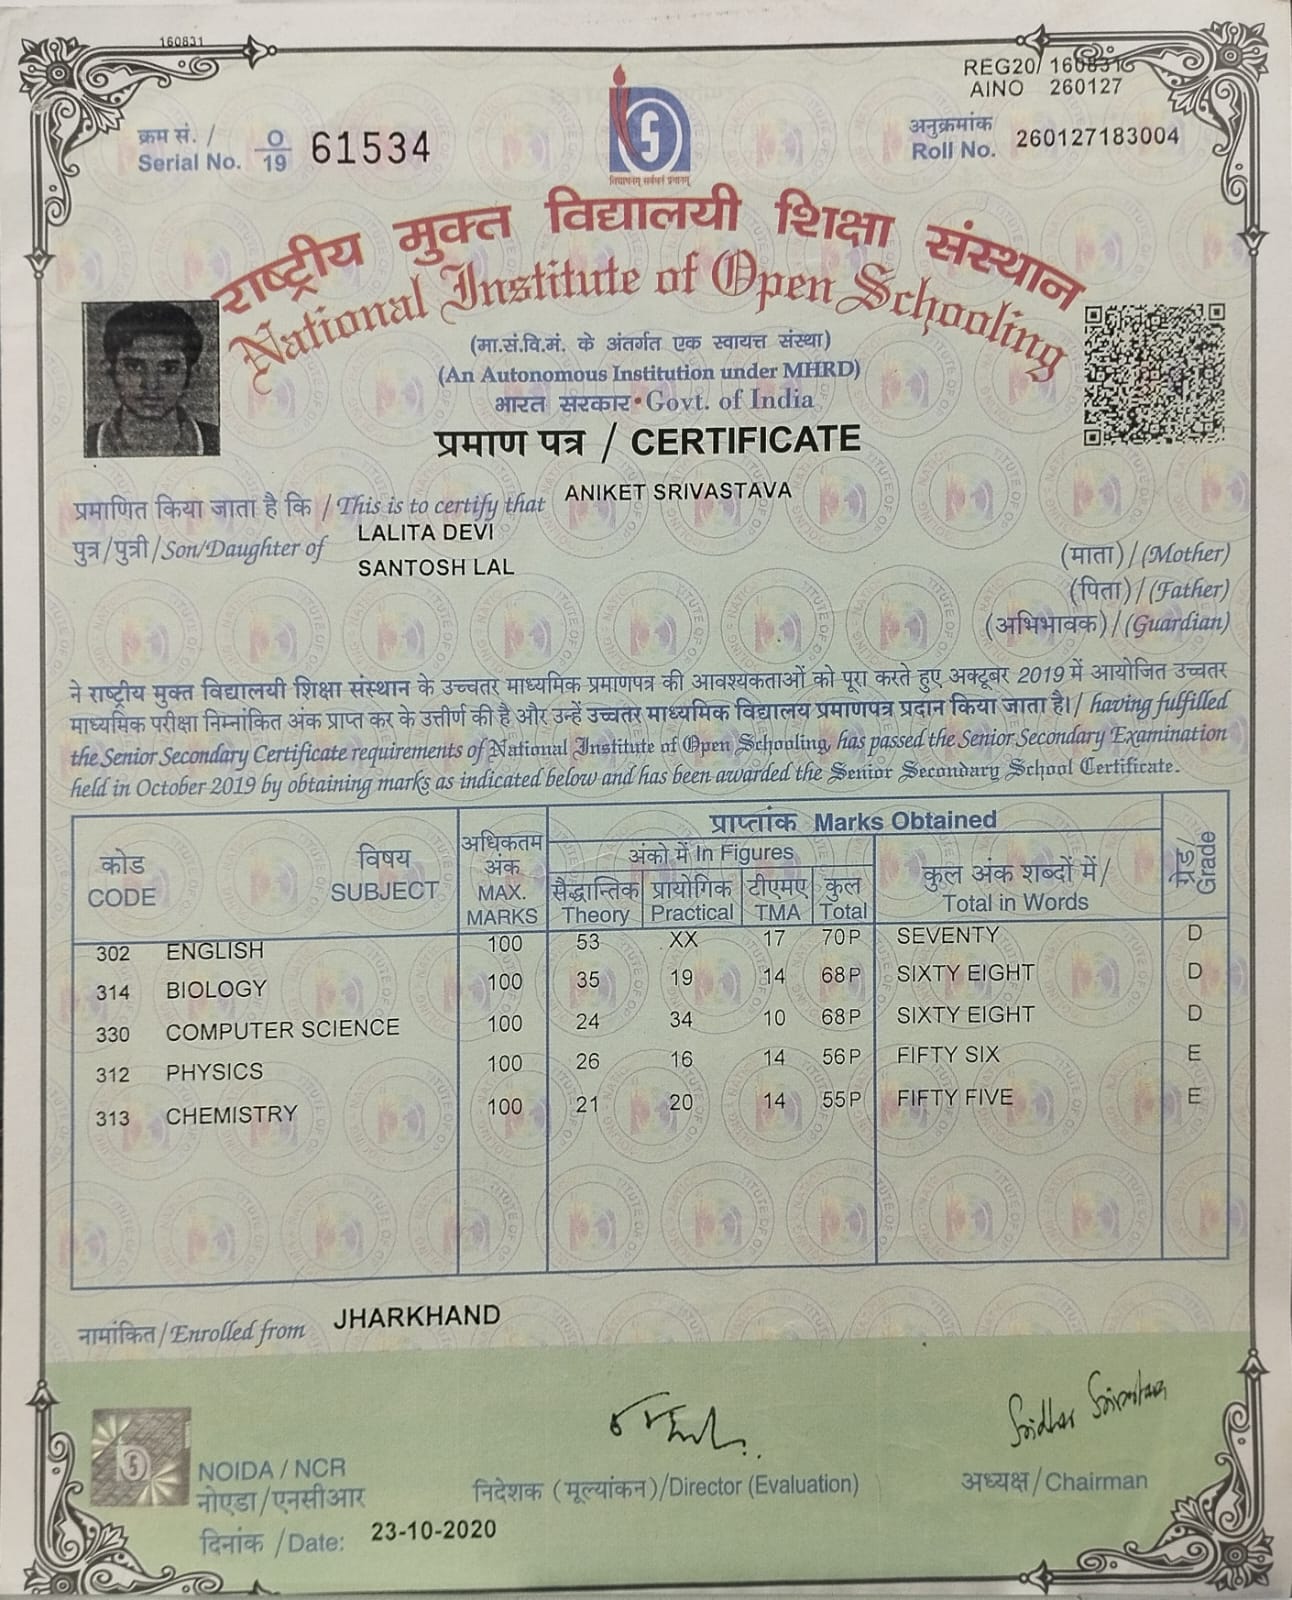 160831
REG20/ 160831
AINO 260127
क्रम सं. /
Serial No. O/19 61534
अनुक्रमांक
Roll No. 260127183004
विद्याधनम् सर्वधनं प्रधानम्
राष्ट्रीय मुक्त विद्यालयी शिक्षा संस्थान
National Institute of Open Schooling
(मा.सं.वि.मं. के अंतर्गत एक स्वायत्त संस्था)
(An Autonomous Institution under MHRD)
भारत सरकार • Govt. of India
प्रमाण पत्र / CERTIFICATE
प्रमाणित किया जाता है कि / This is to certify that ANIKET SRIVASTAVA
पुत्र/पुत्री/Son/Daughter of LALITA DEVI (माता)/(Mother)
SANTOSH LAL (पिता)/(Father)
(अभिभावक)/(Guardian)
ने राष्ट्रीय मुक्त विद्यालयी शिक्षा संस्थान के उच्चतर माध्यमिक प्रमाणपत्र की आवश्यकताओं को पूरा करते हुए अक्टूबर 2019 में आयोजित उच्चतर
माध्यमिक परीक्षा निम्नांकित अंक प्राप्त कर के उत्तीर्ण की है और उन्हें उच्चतर माध्यमिक विद्यालय प्रमाणपत्र प्रदान किया जाता है। / having fulfilled
the Senior Secondary Certificate requirements of National Institute of Open Schooling, has passed the Senior Secondary Examination
held in October 2019 by obtaining marks as indicated below and has been awarded the Senior Secondary School Certificate.
कोड CODE विषय SUBJECT अधिकतम अंक MAX. MARKS प्राप्तांक Marks Obtained ग्रेड/ Grade
अंको में In Figures कुल अंक शब्दों में/ Total in Words
सैद्धान्तिक Theory प्रायोगिक Practical टीएमए TMA कुल Total
302 ENGLISH 100 53 XX 17 70P SEVENTY D
314 BIOLOGY 100 35 19 14 68P SIXTY EIGHT D
330 COMPUTER SCIENCE 100 24 34 10 68P SIXTY EIGHT D
312 PHYSICS 100 26 16 14 56P FIFTY SIX E
313 CHEMISTRY 100 21 20 14 55P FIFTY FIVE E
नामांकित/Enrolled from JHARKHAND
Sridhar Srivastava
NOIDA / NCR
नोएडा/एनसीआर
निदेशक (मूल्यांकन)/Director (Evaluation)
अध्यक्ष/Chairman
दिनांक /Date: 23-10-2020